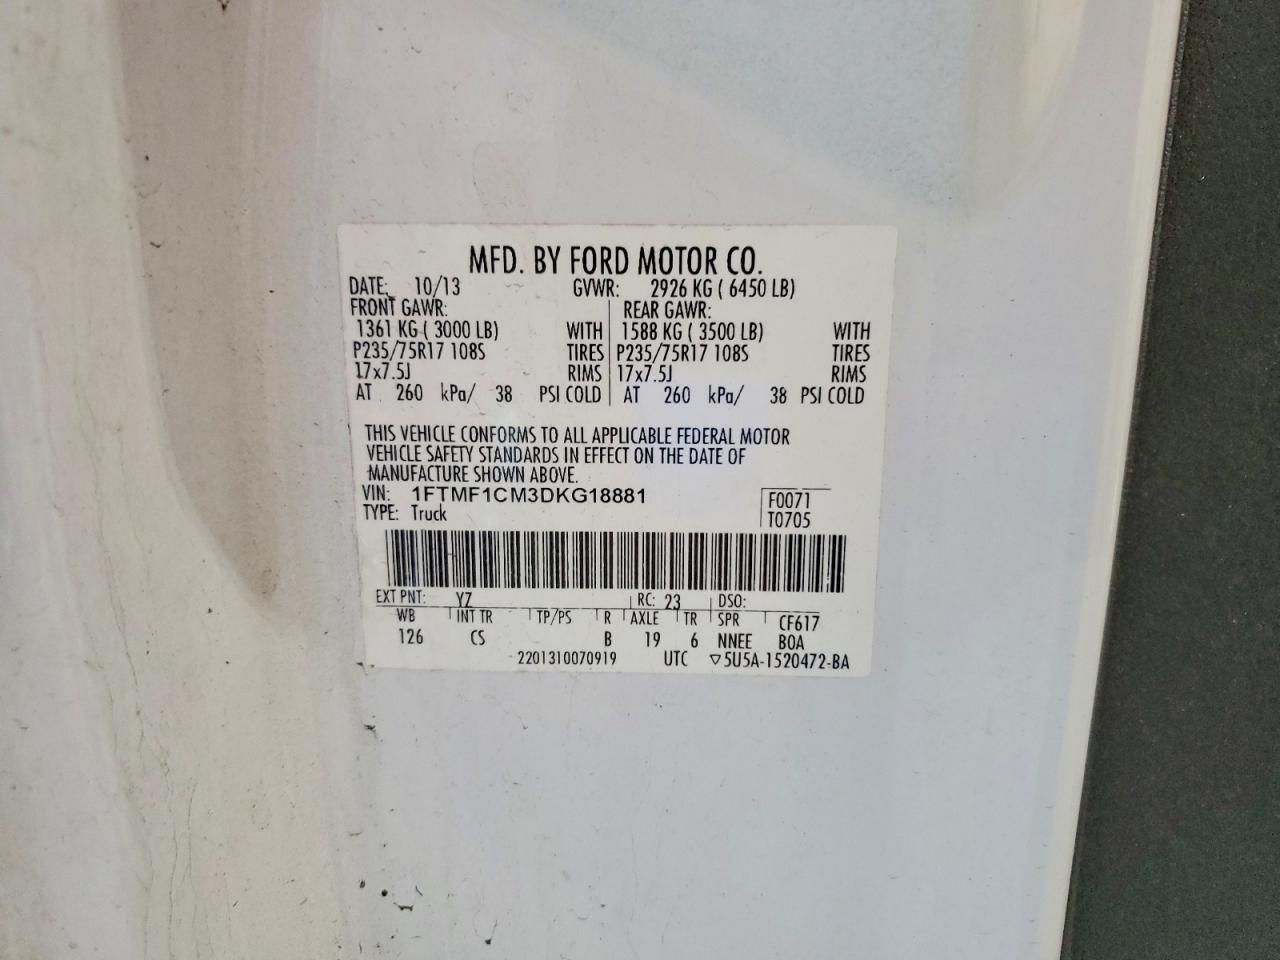 MFD. BY FORD MOTOR CO.
DATE: 10/13 GVWR: 2926 KG ( 6450 LB)
FRONT GAWR: REAR GAWR:
1361 KG ( 3000 LB) WITH 1588 KG ( 3500 LB) WITH
P235/75R17 108S TIRES P235/75R17 108S TIRES
17x7.5J RIMS 17x7.5J RIMS
AT 260 kPa/ 38 PSI COLD AT 260 kPa/ 38 PSI COLD
THIS VEHICLE CONFORMS TO ALL APPLICABLE FEDERAL MOTOR
VEHICLE SAFETY STANDARDS IN EFFECT ON THE DATE OF
MANUFACTURE SHOWN ABOVE.
VIN: 1FTMF1CM3DKG18881 F0071
TYPE: Truck T0705
EXT PNT: YZ RC: 23 DSO:
WB INT TR TP/PS R AXLE TR SPR CF617
126 CS B 19 6 NNEE BOA
2201310070919 UTC ▽5U5A-1520472-BA